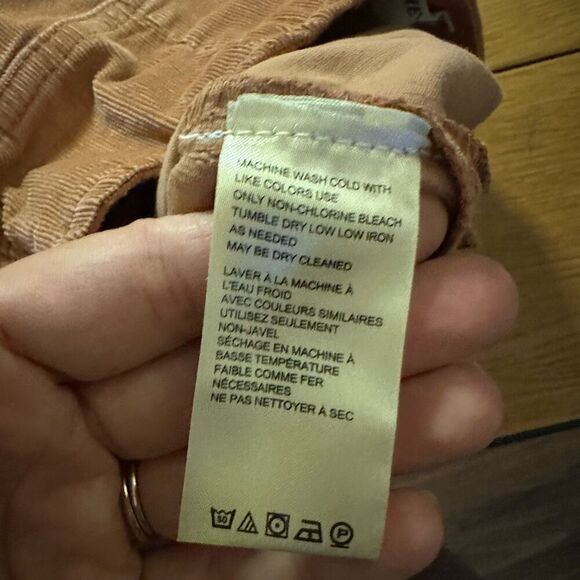 MACHINE WASH COLD WITH
LIKE COLORS USE
ONLY NON-CHLORINE BLEACH
TUMBLE DRY LOW LOW IRON
AS NEEDED
MAY BE DRY CLEANED
LAVER À LA MACHINE À
L'EAU FROID
AVEC COULEURS SIMILAIRES
UTILISEZ SEULEMENT
NON-JAVEL
SÉCHAGE EN MACHINE À
BASSE TEMPÉRATURE
FAIBLE COMME FER
NÉCESSAIRES
NE PAS NETTOYER À SEC
30 P